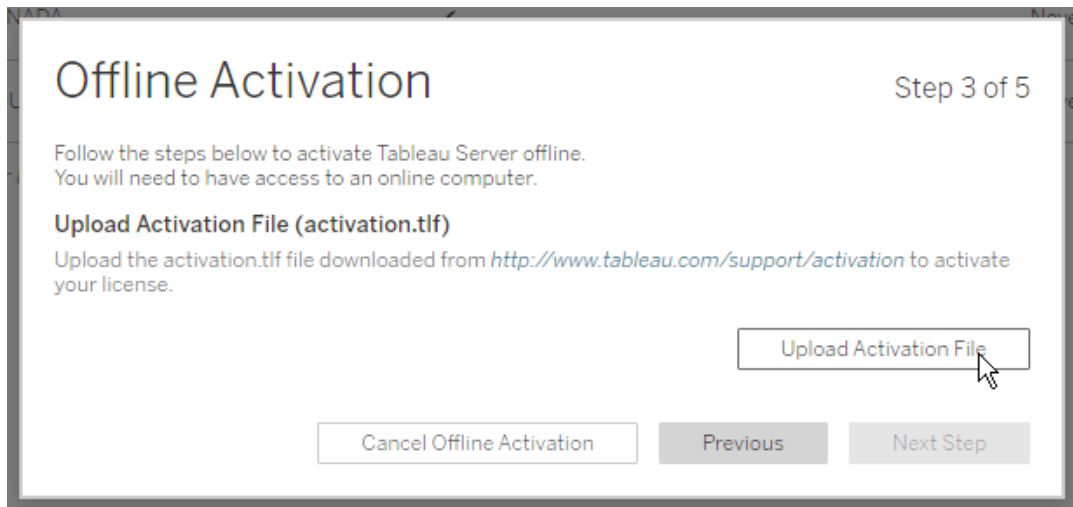 Offline Activation
Step 3 of 5
Follow the steps below to activate Tableau Server offline.
You will need to have access to an online computer.
Upload Activation File (activation.tlf)
Upload the activation.tlf file downloaded from http://www.tableau.com/support/activation to activate
your license.
Upload Activation File
Cancel Offline Activation
Previous
Next Step